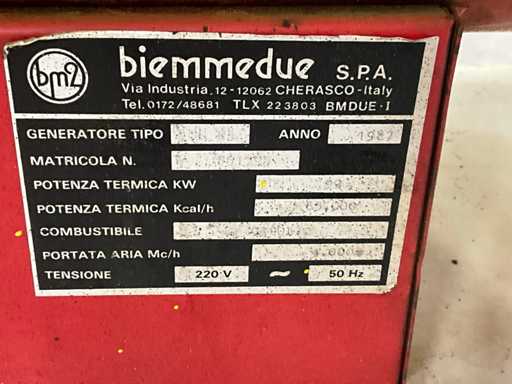 bm2
biemmedue S.P.A.
Via Industria, 12 - 12062 CHERASCO - Italy
Tel. 0172/48681 TLX 223803 BMDUE - I
GENERATORE TIPO ANNO 1987
MATRICOLA N.
POTENZA TERMICA KW
POTENZA TERMICA Kcal/h
COMBUSTIBILE
PORTATA ARIA Mc/h
TENSIONE 220 V ~ 50 Hz